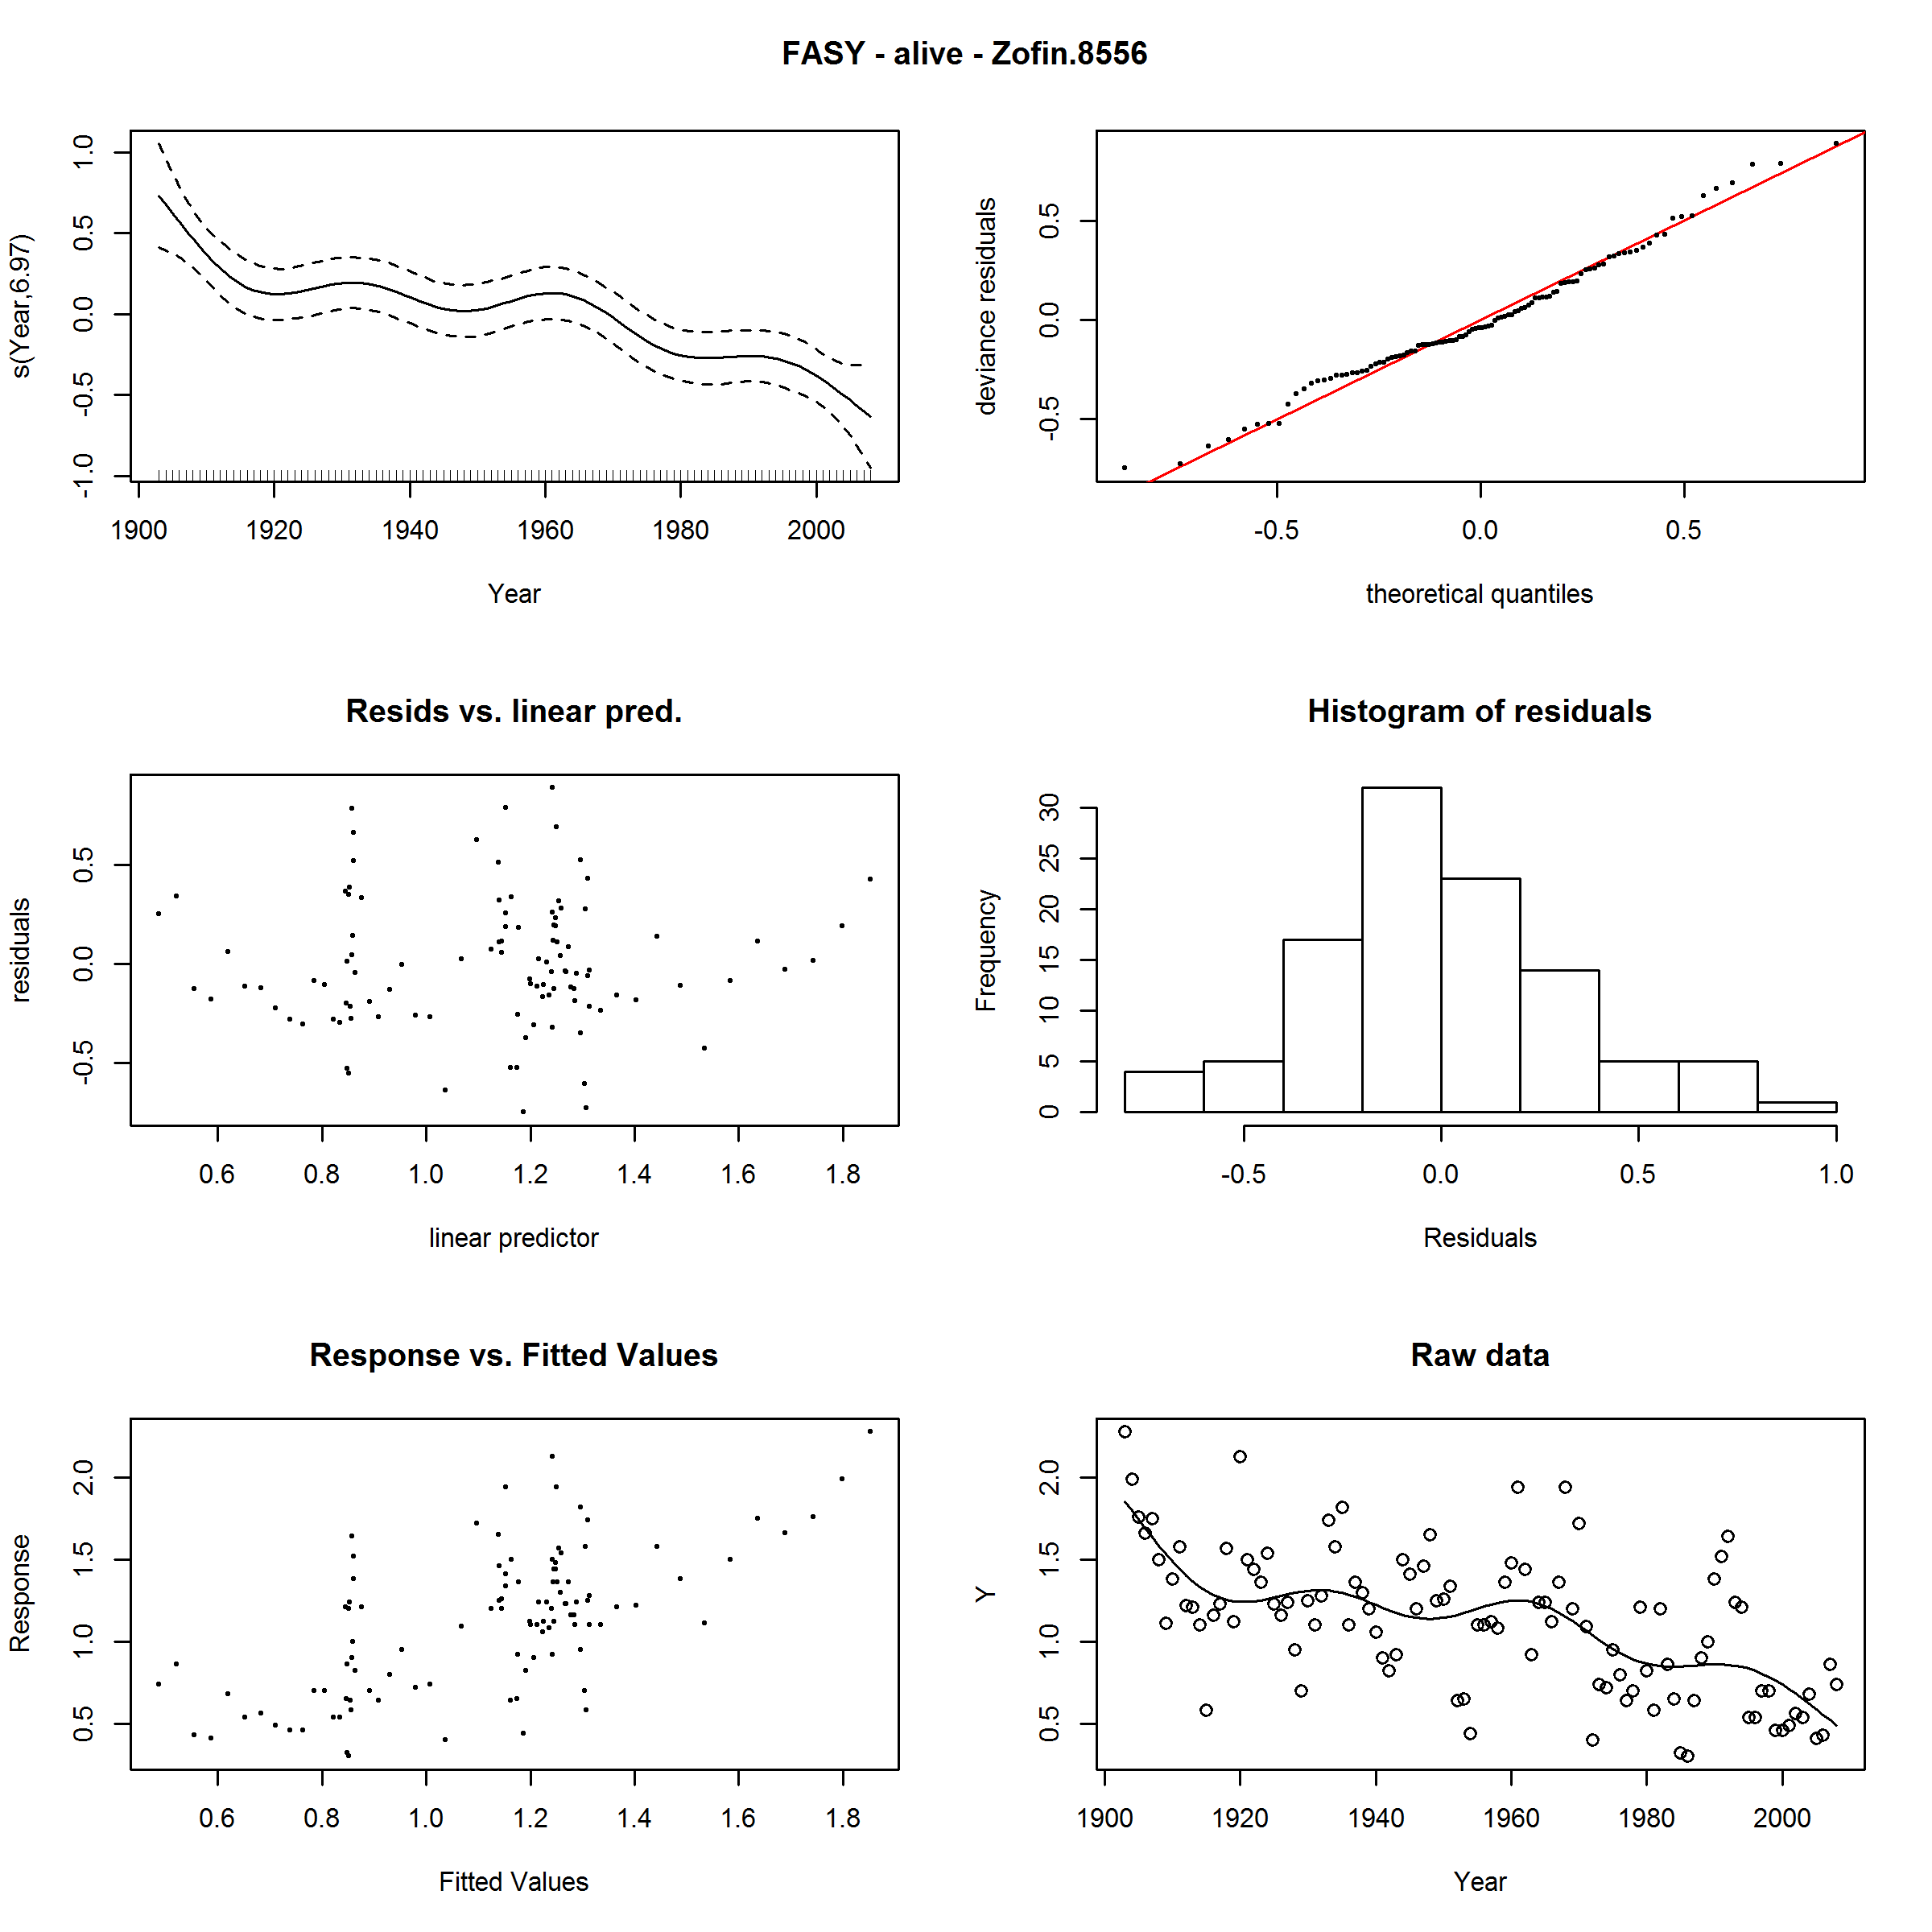 FASY - alive - Zofin.8556
s(Year,6.97)
1.0
0.5
0.0
-0.5
-1.0
1900 1920 1940 1960 1980 2000
Year
deviance residuals
0.5
0.0
-0.5
-0.5 0.0 0.5
theoretical quantiles
Resids vs. linear pred.
residuals
0.5
0.0
-0.5
0.6 0.8 1.0 1.2 1.4 1.6 1.8
linear predictor
Histogram of residuals
Frequency
30
25
20
15
10
5
0
-0.5 0.0 0.5 1.0
Residuals
Response vs. Fitted Values
Response
2.0
1.5
1.0
0.5
0.6 0.8 1.0 1.2 1.4 1.6 1.8
Fitted Values
Raw data
Y
2.0
1.5
1.0
0.5
1900 1920 1940 1960 1980 2000
Year